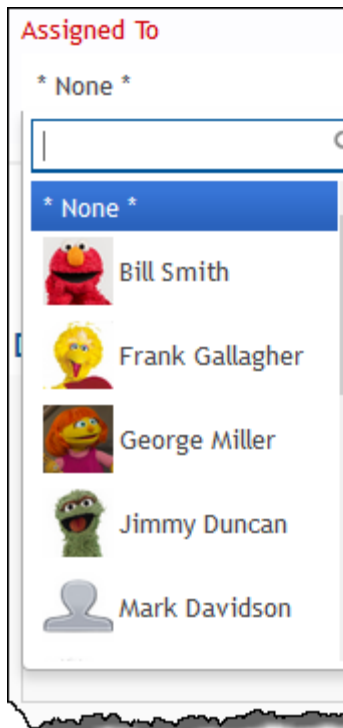 Assigned To
* None *
* None *
Bill Smith
Frank Gallagher
George Miller
Jimmy Duncan
Mark Davidson